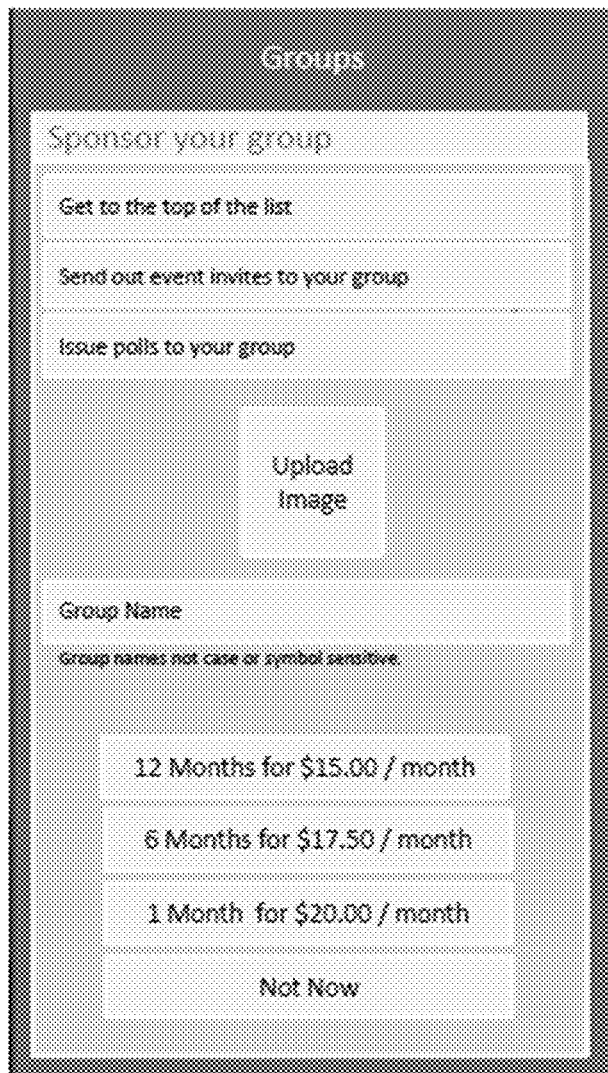 Groups
Sponsor your group
Get to the top of the list
Send out event invites to your group
Issue polls to your group
Upload
Image
Group Name
Group names not case or symbol sensitive.
12 Months for $15.00 / month
6 Months for $17.50 / month
1 Month for $20.00 / month
Not Now